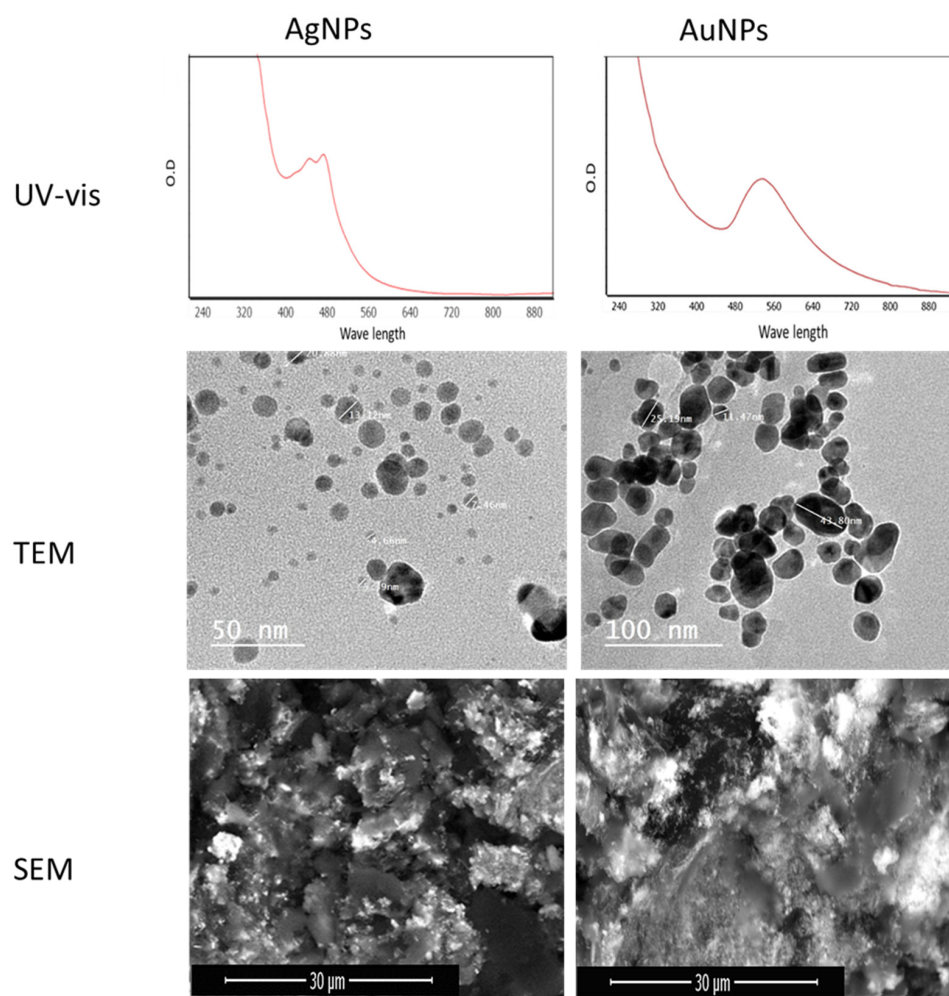 AgNPs
AuNPs
UV-vis
O.D
240 320 400 480 560 640 720 800 880
Wave length
O.D
240 320 400 480 560 640 720 800 880
Wave length
TEM
13.12nm
50 nm
25.19nm
11.47nm
43.80nm
100 nm
SEM
30 µm
30 µm